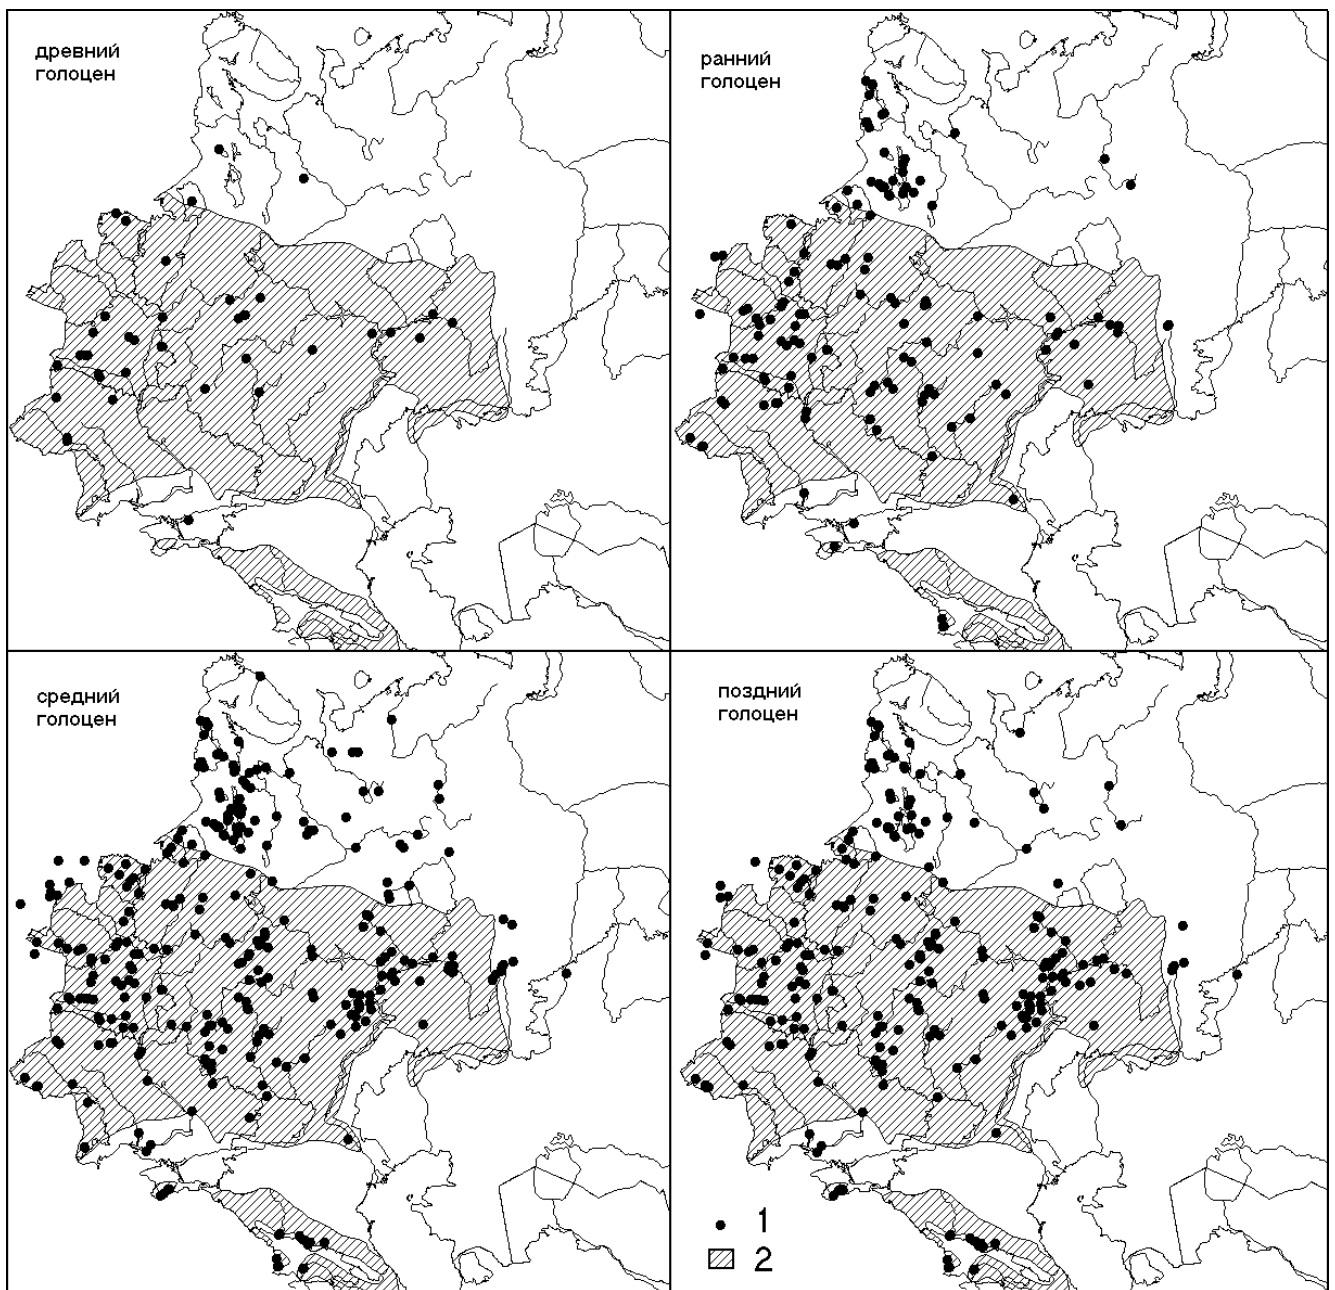 древний
голоцен
ранний
голоцен
средний
голоцен
поздний
голоцен
1
2